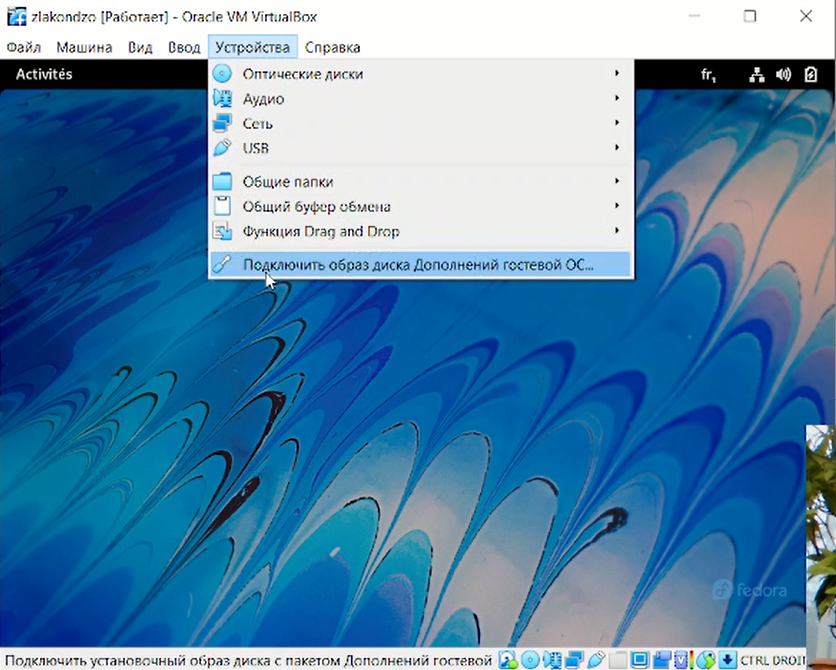 zlakondzo [Работает] - Oracle VM VirtualBox
Файл Машина Вид Ввод Устройства Справка
Activités
fr₁
Оптические диски
Аудио
Сеть
USB
Общие папки
Общий буфер обмена
Функция Drag and Drop
Подключить образ диска Дополнений гостевой ОС...
fedora
Подключить установочный образ диска с пакетом Дополнений гостевой
CTRL DROIT